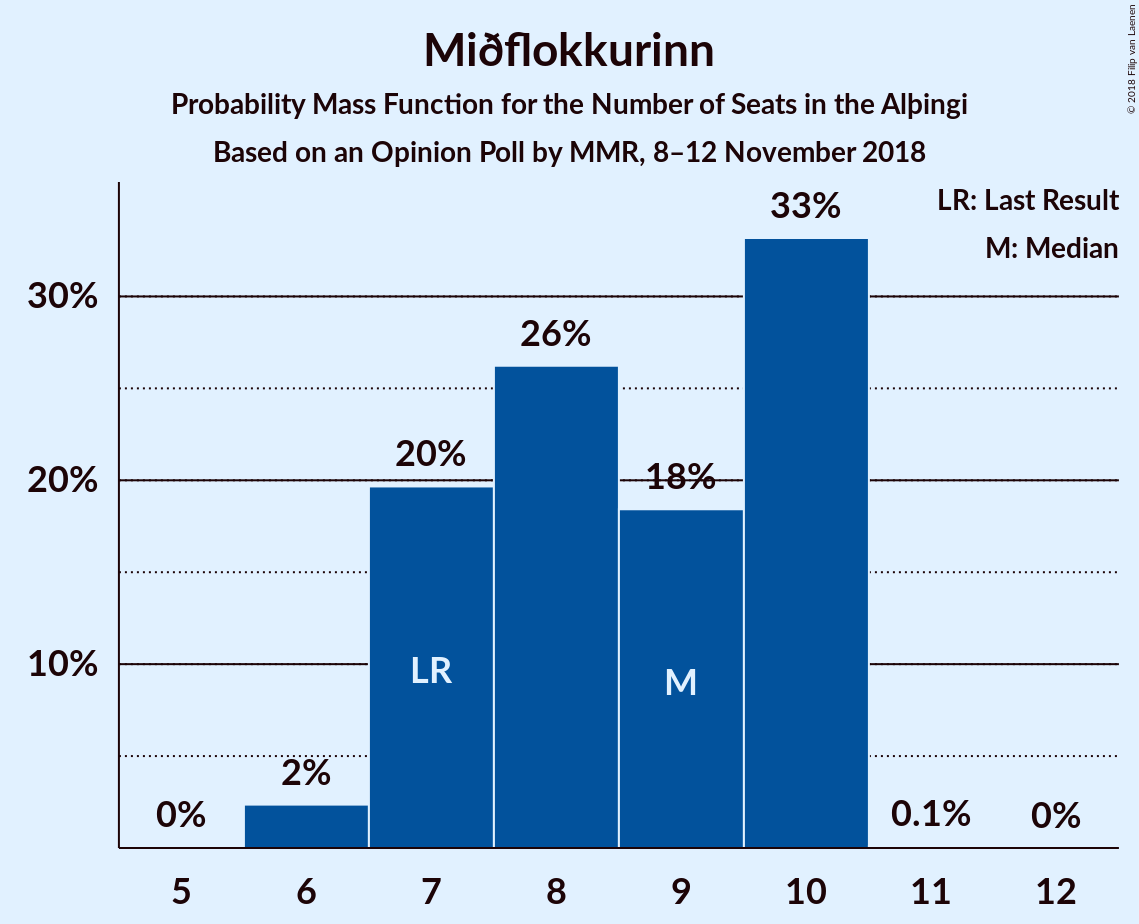 Miðflokkurinn
Probability Mass Function for the Number of Seats in the Alþingi
Based on an Opinion Poll by MMR, 8–12 November 2018
© 2018 Filip van Laenen
LR: Last Result
M: Median
30%
20%
10%
0%
2%
20%
26%
18%
33%
0.1%
0%
LR
M
5 6 7 8 9 10 11 12